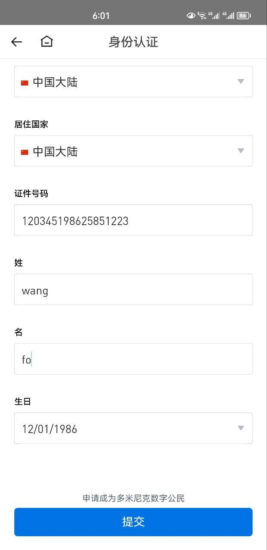 6:01
身份认证
中国大陆
居住国家
中国大陆
证件号码
120345198625851223
姓
wang
名
fo
生日
12/01/1986
申请成为多米尼克数字公民
提交